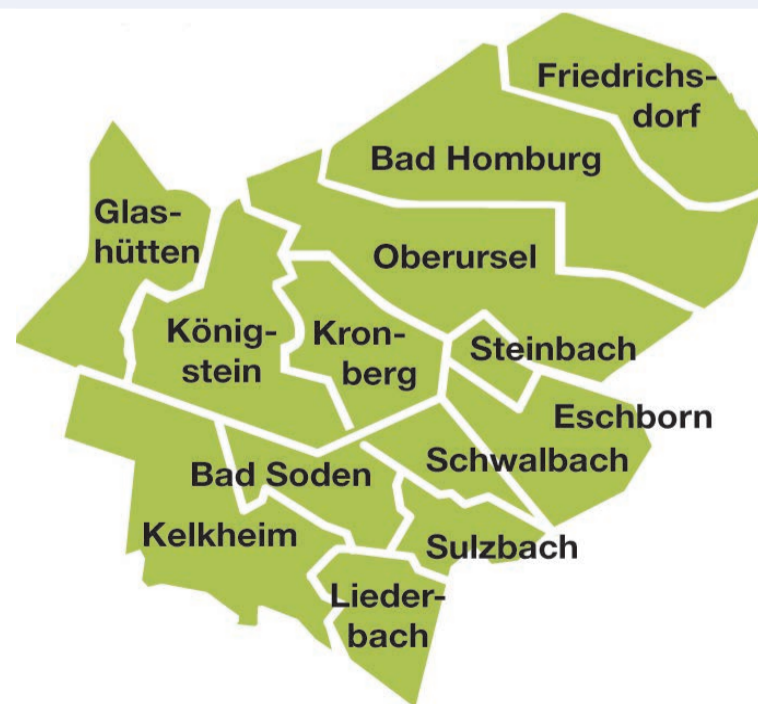 Friedrichs-
dorf
Bad Homburg
Glas-
hütten
Oberursel
König-
stein
Kron-
berg
Steinbach
Eschborn
Schwalbach
Bad Soden
Kelkheim
Sulzbach
Lieder-
bach